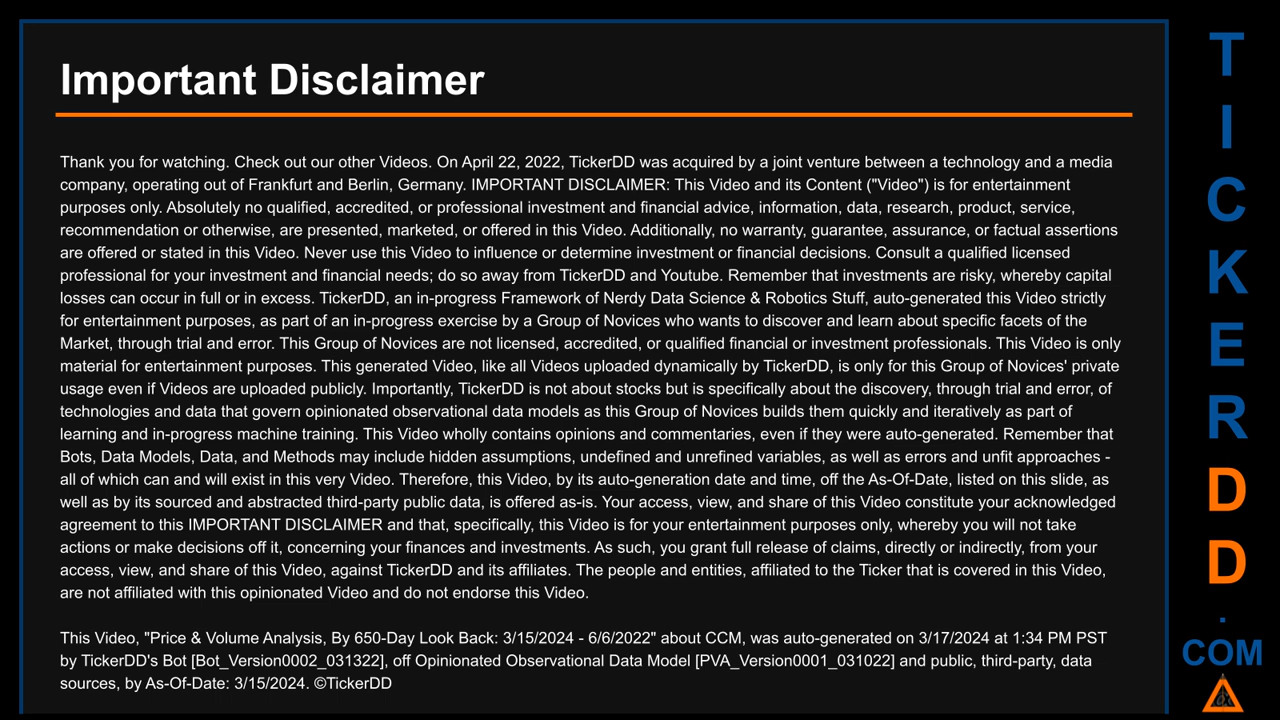 Important Disclaimer
Thank you for watching. Check out our other Videos. On April 22, 2022, TickerDD was acquired by a joint venture between a technology and a media
company, operating out of Frankfurt and Berlin, Germany. IMPORTANT DISCLAIMER: This Video and its Content ("Video") is for entertainment
purposes only. Absolutely no qualified, accredited, or professional investment and financial advice, information, data, research, product, service,
recommendation or otherwise, are presented, marketed, or offered in this Video. Additionally, no warranty, guarantee, assurance, or factual assertions
are offered or stated in this Video. Never use this Video to influence or determine investment or financial decisions. Consult a qualified licensed
professional for your investment and financial needs; do so away from TickerDD and Youtube. Remember that investments are risky, whereby capital
losses can occur in full or in excess. TickerDD, an in-progress Framework of Nerdy Data Science & Robotics Stuff, auto-generated this Video strictly
for entertainment purposes, as part of an in-progress exercise by a Group of Novices who wants to discover and learn about specific facets of the
Market, through trial and error. This Group of Novices are not licensed, accredited, or qualified financial or investment professionals. This Video is only
material for entertainment purposes. This generated Video, like all Videos uploaded dynamically by TickerDD, is only for this Group of Novices' private
usage even if Videos are uploaded publicly. Importantly, TickerDD is not about stocks but is specifically about the discovery, through trial and error, of
technologies and data that govern opinionated observational data models as this Group of Novices builds them quickly and iteratively as part of
learning and in-progress machine training. This Video wholly contains opinions and commentaries, even if they were auto-generated. Remember that
Bots, Data Models, Data, and Methods may include hidden assumptions, undefined and unrefined variables, as well as errors and unfit approaches -
all of which can and will exist in this very Video. Therefore, this Video, by its auto-generation date and time, off the As-Of-Date, listed on this slide, as
well as by its sourced and abstracted third-party public data, is offered as-is. Your access, view, and share of this Video constitute your acknowledged
agreement to this IMPORTANT DISCLAIMER and that, specifically, this Video is for your entertainment purposes only, whereby you will not take
actions or make decisions off it, concerning your finances and investments. As such, you grant full release of claims, directly or indirectly, from your
access, view, and share of this Video, against TickerDD and its affiliates. The people and entities, affiliated to the Ticker that is covered in this Video,
are not affiliated with this opinionated Video and do not endorse this Video.
This Video, "Price & Volume Analysis, By 650-Day Look Back: 3/15/2024 - 6/6/2022" about CCM, was auto-generated on 3/17/2024 at 1:34 PM PST
by TickerDD's Bot [Bot_Version0002_031322], off Opinionated Observational Data Model [PVA_Version0001_031022] and public, third-party, data
sources, by As-Of-Date: 3/15/2024. ©TickerDD
T
I
C
K
E
R
D
D
.
COM